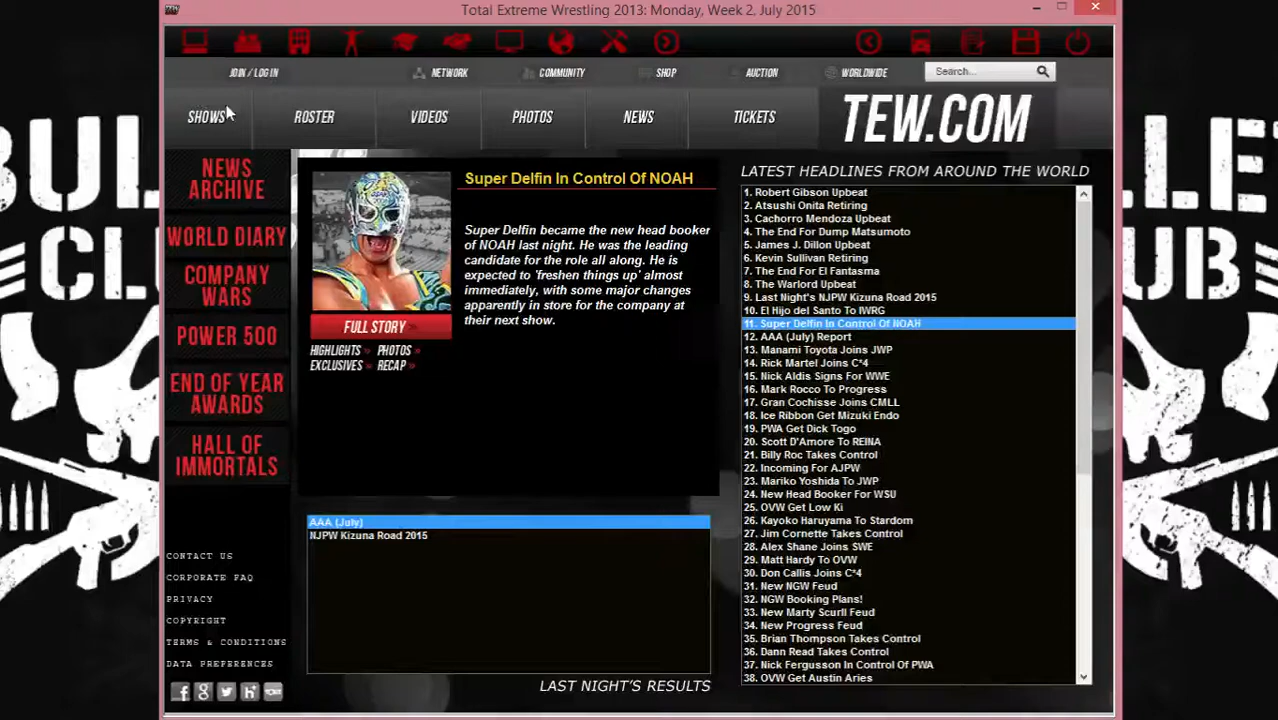 Total Extreme Wrestling 2013: Monday, Week 2, July 2015
JOIN / LOG IN
NETWORK
COMMUNITY
SHOP
AUCTION
WORLDWIDE
Search...
SHOWS
ROSTER
VIDEOS
PHOTOS
NEWS
TICKETS
TEW.COM
NEWS
ARCHIVE
WORLD DIARY
COMPANY
WARS
POWER 500
END OF YEAR
AWARDS
HALL OF
IMMORTALS
CONTACT US
CORPORATE FAQ
PRIVACY
COPYRIGHT
TERMS & CONDITIONS
DATA PREFERENCES
Super Delfin In Control Of NOAH
Super Delfin became the new head booker
of NOAH last night. He was the leading
candidate for the role all along. He is
expected to 'freshen things up' almost
immediately, with some major changes
apparently in store for the company at
their next show.
FULL STORY »
HIGHLIGHTS » PHOTOS »
EXCLUSIVES » RECAP »
AAA (July)
NJPW Kizuna Road 2015
LAST NIGHT'S RESULTS
LATEST HEADLINES FROM AROUND THE WORLD
1. Robert Gibson Upbeat
2. Atsushi Onita Retiring
3. Cachorro Mendoza Upbeat
4. The End For Dump Matsumoto
5. James J. Dillon Upbeat
6. Kevin Sullivan Retiring
7. The End For El Fantasma
8. The Warlord Upbeat
9. Last Night's NJPW Kizuna Road 2015
10. El Hijo del Santo To IWRG
11. Super Delfin In Control Of NOAH
12. AAA (July) Report
13. Manami Toyota Joins JWP
14. Rick Martel Joins C*4
15. Nick Aldis Signs For WWE
16. Mark Rocco To Progress
17. Gran Cochisse Joins CMLL
18. Ice Ribbon Get Mizuki Endo
19. PWA Get Dick Togo
20. Scott D'Amore To REINA
21. Billy Roc Takes Control
22. Incoming For AJPW
23. Mariko Yoshida To JWP
24. New Head Booker For WSU
25. OVW Get Low Ki
26. Kayoko Haruyama To Stardom
27. Jim Cornette Takes Control
28. Alex Shane Joins SWE
29. Matt Hardy To OVW
30. Don Callis Joins C*4
31. New NGW Feud
32. NGW Booking Plans!
33. New Marty Scurll Feud
34. New Progress Feud
35. Brian Thompson Takes Control
36. Dann Read Takes Control
37. Nick Fergusson In Control Of PWA
38. OVW Get Austin Aries